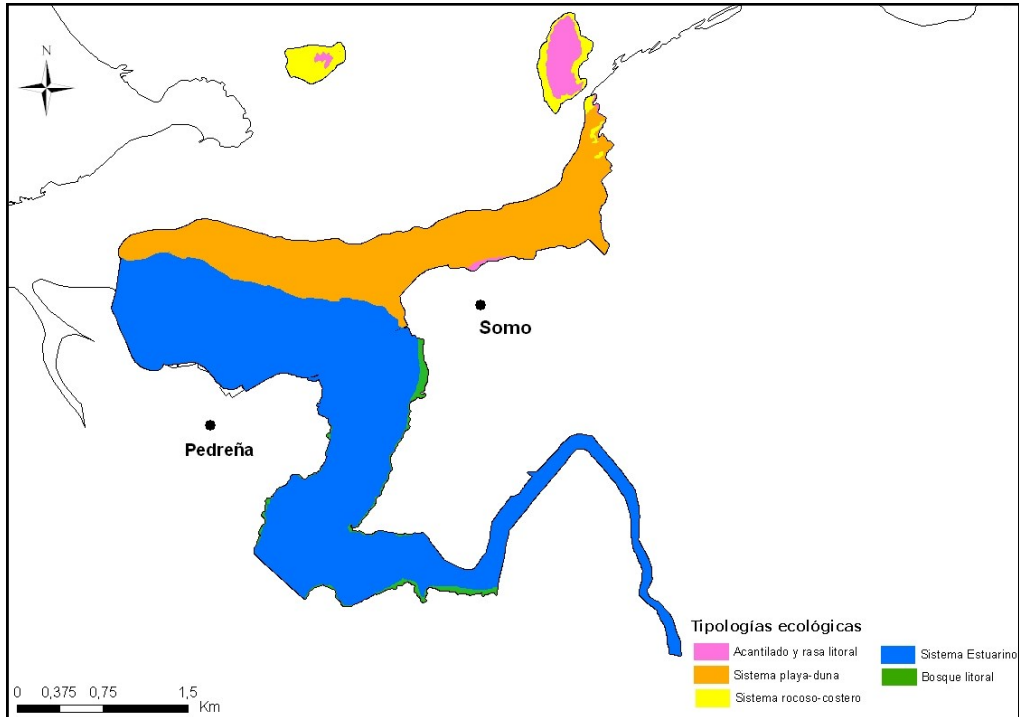 N
Somo
Pedreña
Tipologías ecológicas
Acantilado y rasa litoral
Sistema playa-duna
Sistema rocoso-costero
Sistema Estuarino
Bosque litoral
0 0,375 0,75 1,5
Km